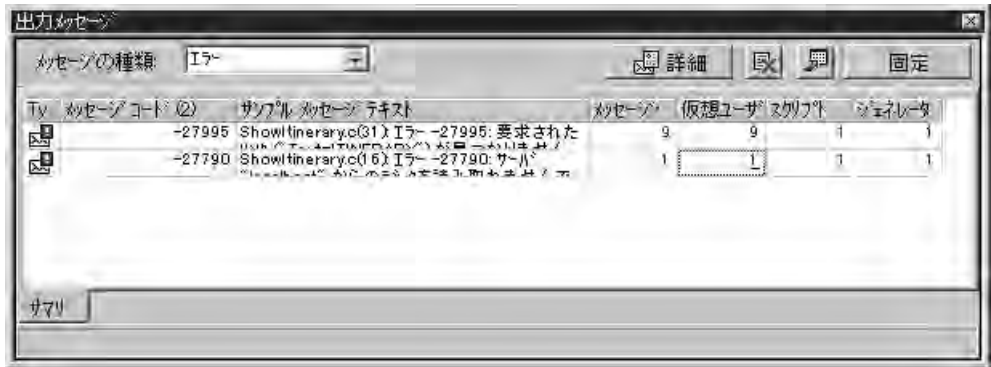 出力メッセージ
メッセージの種類: エラー 詳細 固定
Ty メッセージ コード (2) サンプル メッセージ テキスト メッセージ・ 仮想ユーザ スクリプト ジェネレータ
-27995 ShowItinerary.c(31): エラー -27995: 要求された 9 9 1 1
-27790 ShowItinerary.c(16): エラー -27790: サーバ 1 1 1 1
サマリ